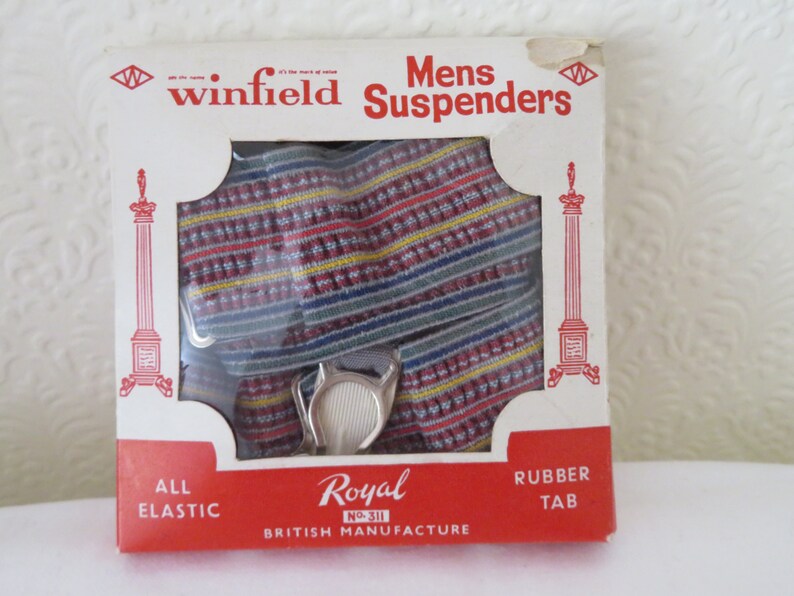 W
it's the mark of value
winfield
Mens
Suspenders
W
ALL
ELASTIC
Royal
No. 311
BRITISH MANUFACTURE
RUBBER
TAB